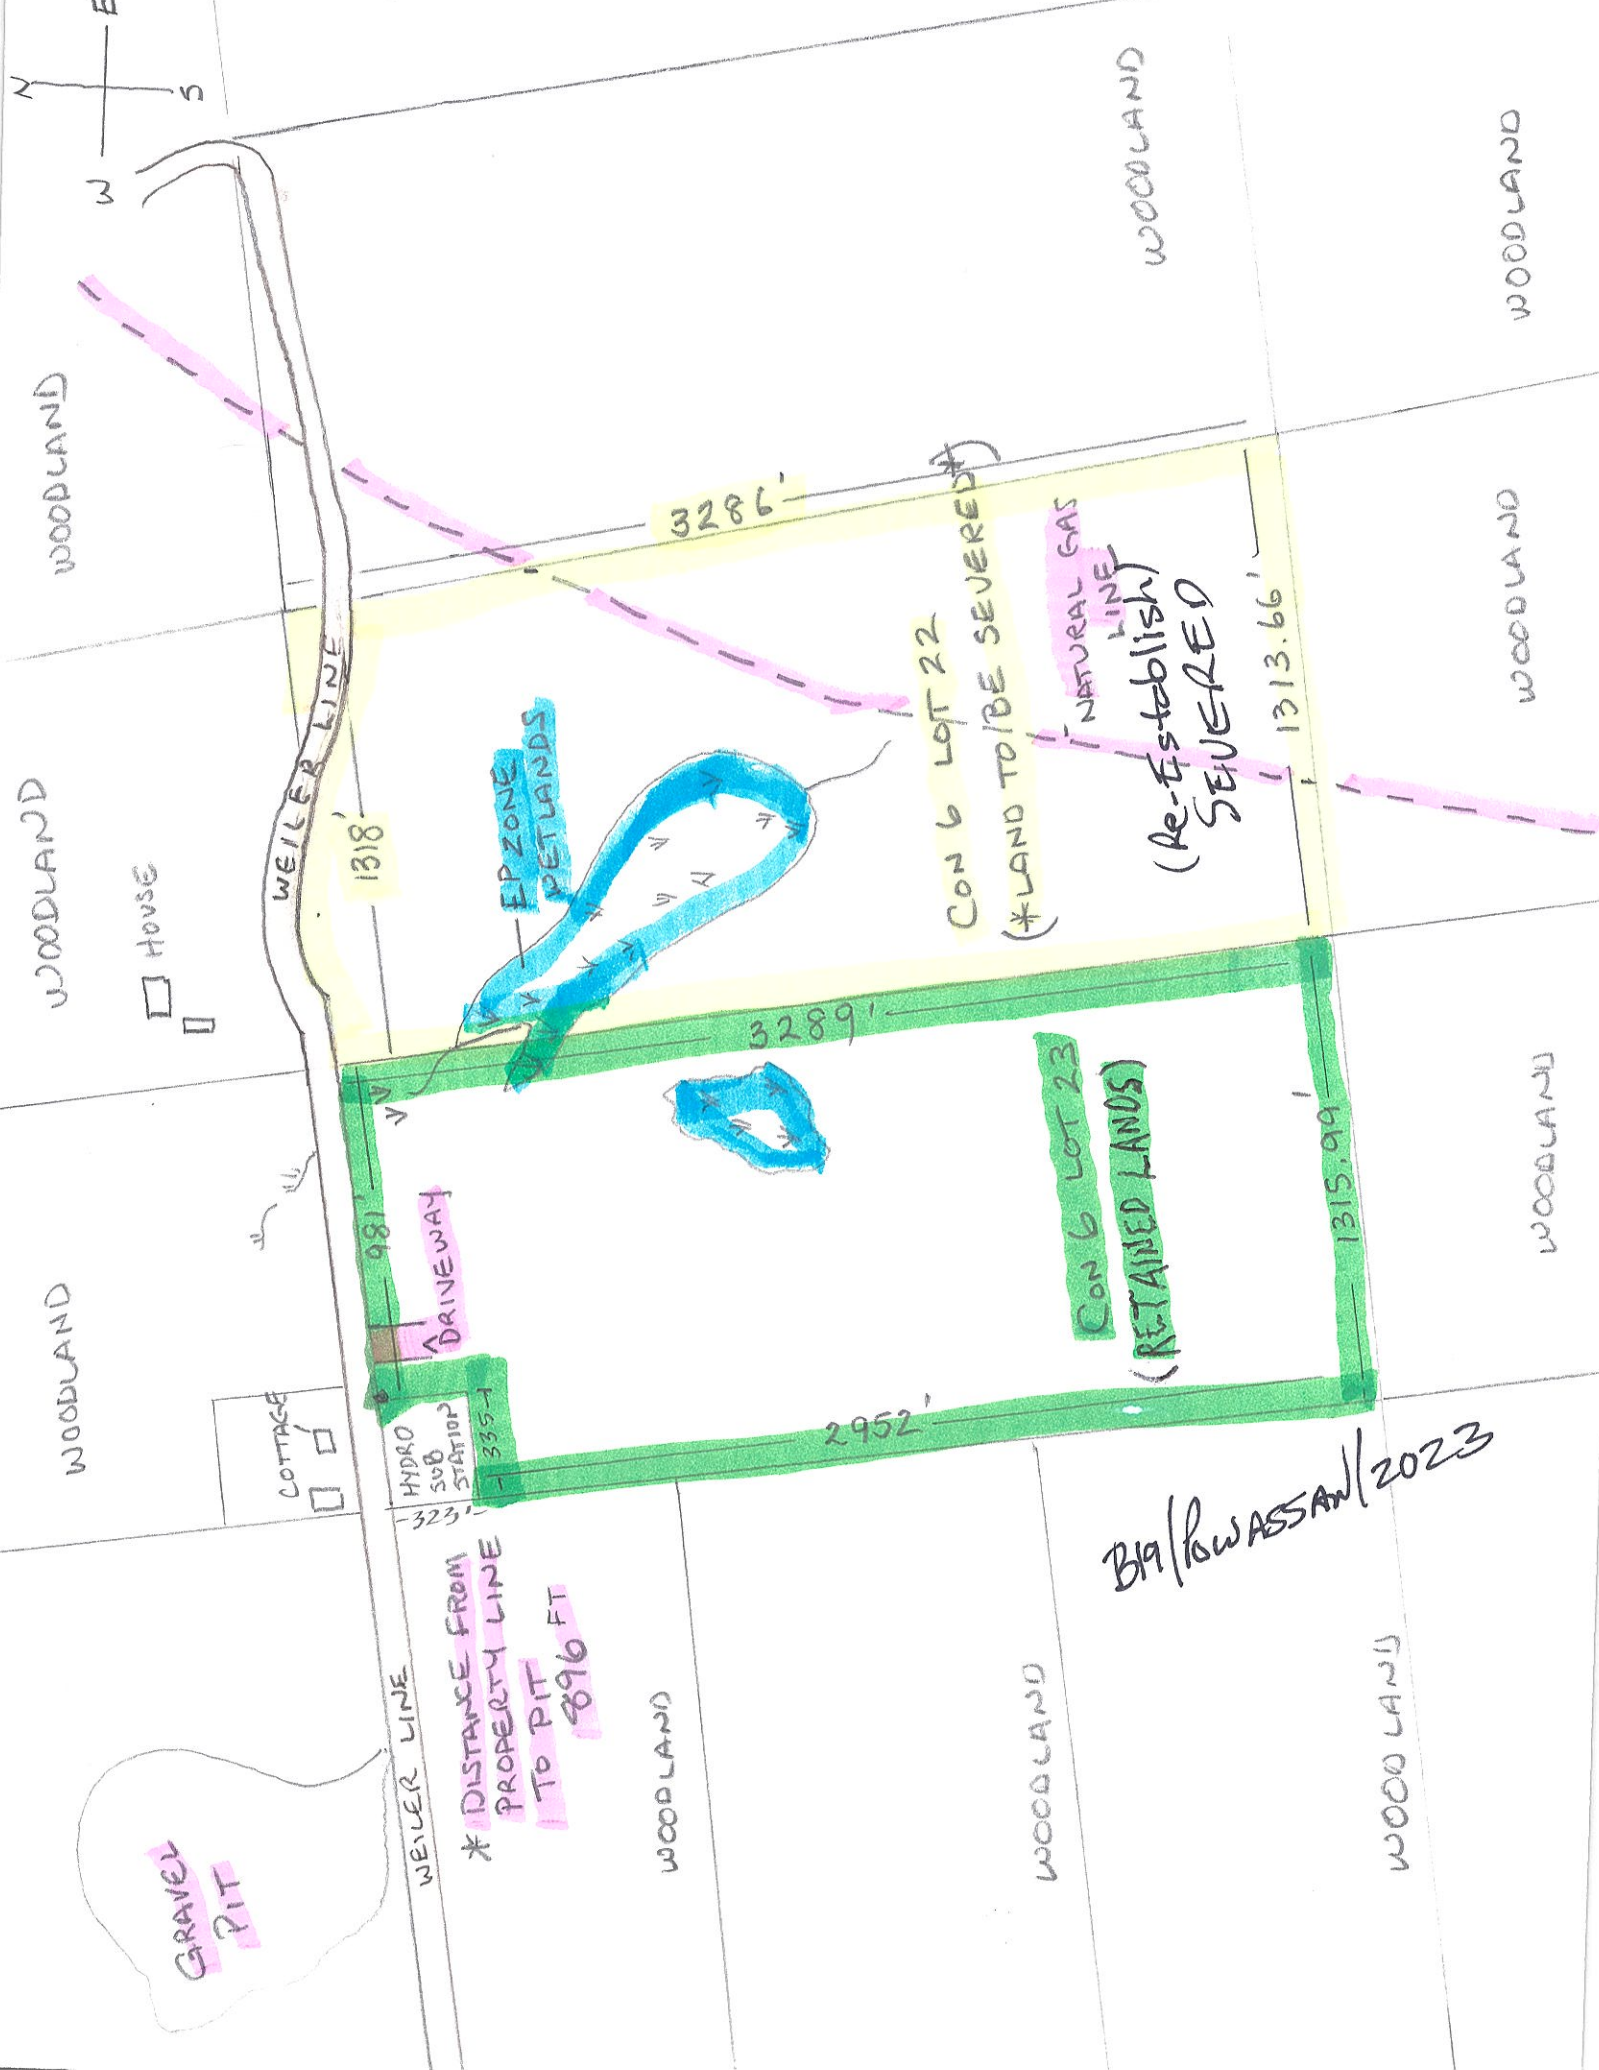 N
E
S
W
WOODLAND
WOODLAND
WOODLAND
WOODLAND
WOODLAND
WOODLAND
WOODLAND
WOODLAND
WOODLAND
WOODLAND
WOODLAND
HOUSE
COTTAGE
GRAVEL
PIT
WEILER LINE
WEILER LINE
1318'
3286'
EP ZONE
WETLANDS
CON 6 LOT 22
(*LAND TO BE SEVERED*)
NATURAL GAS
LINE
(Re-Establish)
SEVERED
1313.66'
3289'
981'
DRIVEWAY
HYDRO
SUB
STATION
335
323'
CON 6 LOT 23
(RETAINED LANDS)
1315.99'
2952'
* DISTANCE FROM
PROPERTY LINE
TO PIT
896 FT
B19/POWASSAN/2023